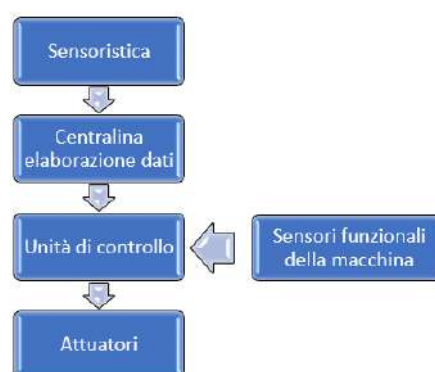 Sensoristica
Centralina
elaborazione dati
Unità di controllo
Sensori funzionali
della macchina
Attuatori